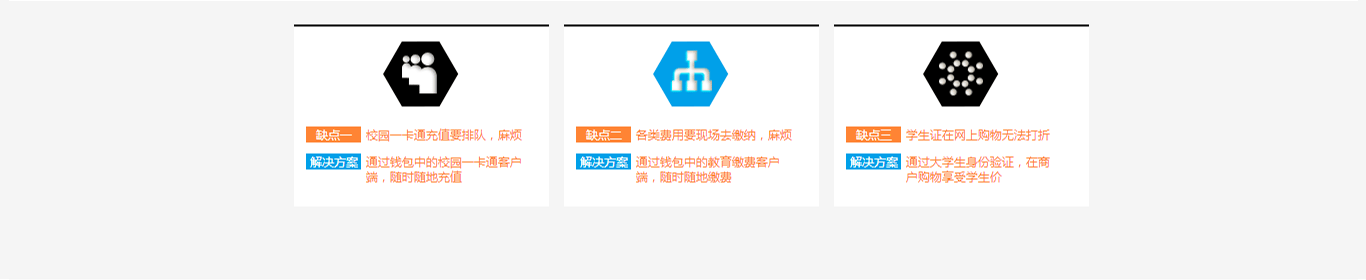 缺点一 校园一卡通充值要排队，麻烦
解决方案 通过钱包中的校园一卡通客户
端，随时随地充值
缺点二 各类费用要现场去缴纳，麻烦
解决方案 通过钱包中的教育缴费客户
端，随时随地缴费
缺点三 学生证在网上购物无法打折
解决方案 通过大学生身份验证，在商
户购物享受学生价